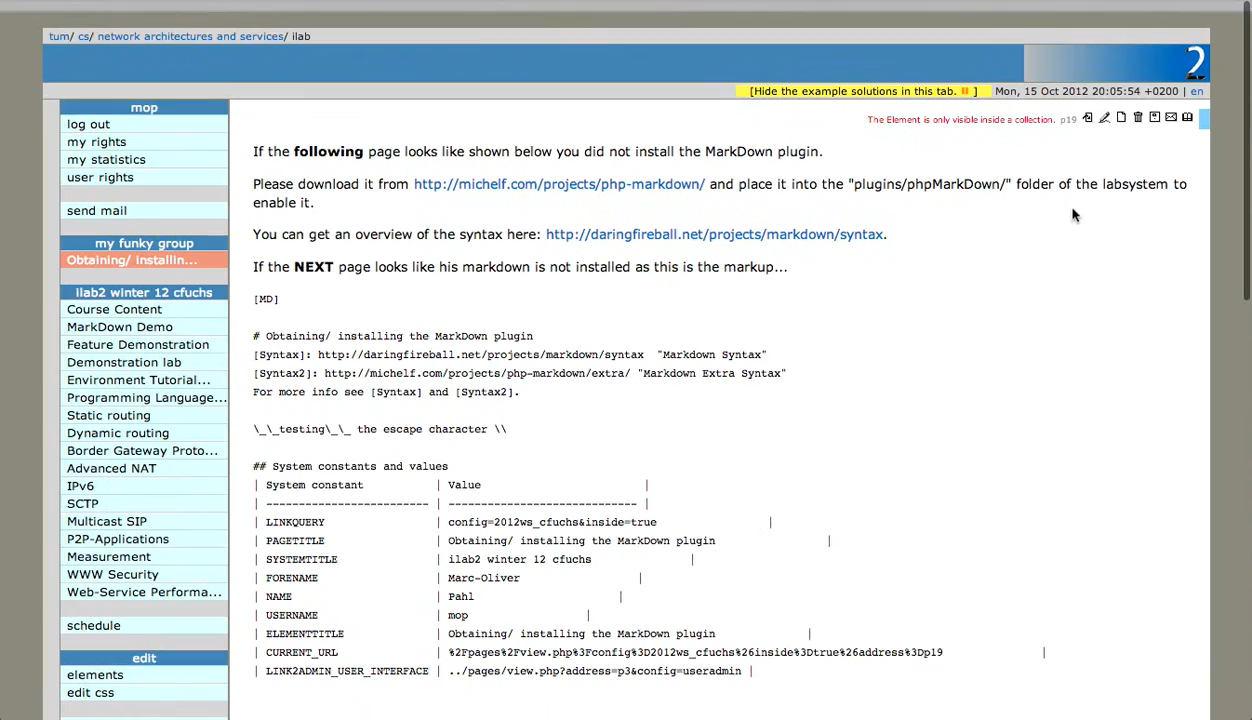 tum/ cs/ network architectures and services/ ilab
2
[Hide the example solutions in this tab. ] Mon, 15 Oct 2012 20:05:54 +0200 | en
mop
log out
my rights
my statistics
user rights
send mail
my funky group
Obtaining/ installin...
ilab2 winter 12 cfuchs
Course Content
MarkDown Demo
Feature Demonstration
Demonstration lab
Environment Tutorial...
Programming Language...
Static routing
Dynamic routing
Border Gateway Proto...
Advanced NAT
IPv6
SCTP
Multicast SIP
P2P-Applications
Measurement
WWW Security
Web-Service Performa...
schedule
edit
elements
edit css
The Element is only visible inside a collection. p19
If the following page looks like shown below you did not install the MarkDown plugin.
Please download it from http://michelf.com/projects/php-markdown/ and place it into the "plugins/phpMarkDown/" folder of the labsystem to
enable it.
You can get an overview of the syntax here: http://daringfireball.net/projects/markdown/syntax.
If the NEXT page looks like his markdown is not installed as this is the markup...
[MD]
# Obtaining/ installing the MarkDown plugin
[Syntax]: http://daringfireball.net/projects/markdown/syntax "Markdown Syntax"
[Syntax2]: http://michelf.com/projects/php-markdown/extra/ "Markdown Extra Syntax"
For more info see [Syntax] and [Syntax2].
\_\_testing\_\_ the escape character \\
## System constants and values
| System constant | Value |
| ------------------------- | ----------------------------- |
| LINKQUERY | config=2012ws_cfuchs&inside=true |
| PAGETITLE | Obtaining/ installing the MarkDown plugin |
| SYSTEMTITLE | ilab2 winter 12 cfuchs |
| FORENAME | Marc-Oliver |
| NAME | Pahl |
| USERNAME | mop |
| ELEMENTTITLE | Obtaining/ installing the MarkDown plugin |
| CURRENT_URL | %2Fpages%2Fview.php%3Fconfig%3D2012ws_cfuchs%26inside%3Dtrue%26address%3Dp19 |
| LINK2ADMIN_USER_INTERFACE | ../pages/view.php?address=p3&config=useradmin |